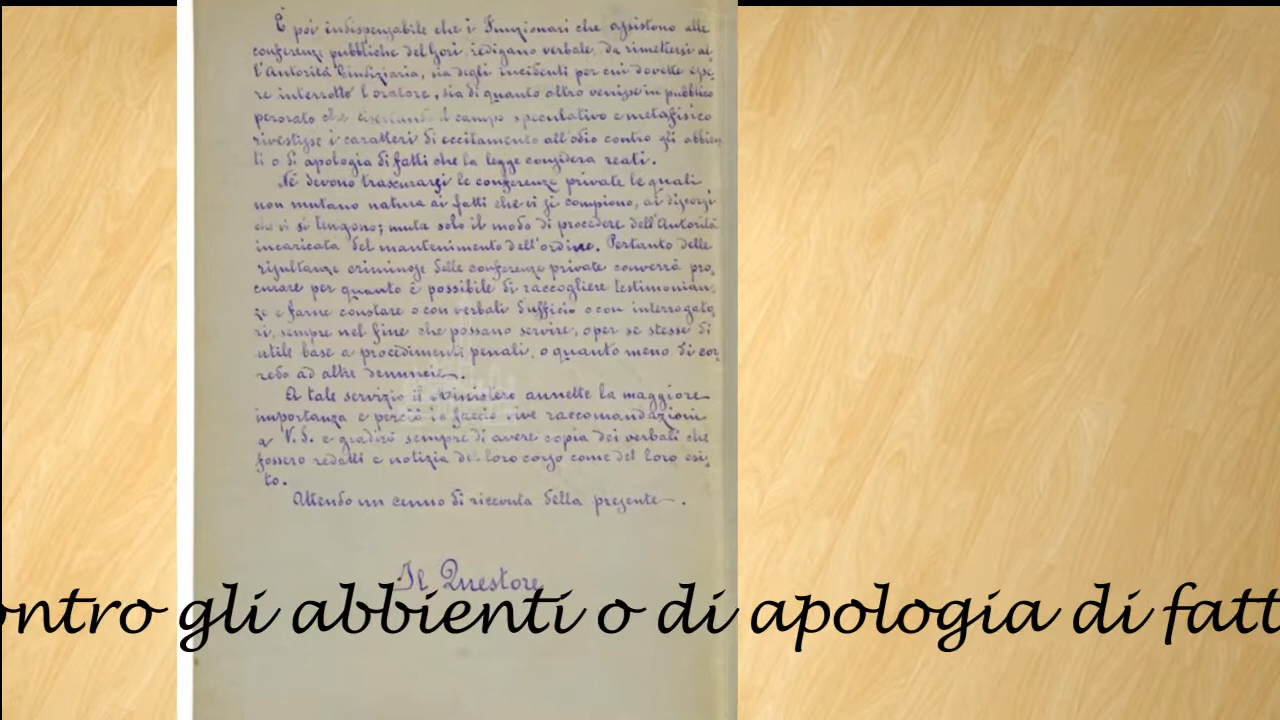 È poi indispensabile che i Funzionari che assistono alle
conferenze pubbliche del Gori, redigano verbale, da rimettersi al
l'Autorità Giudiziaria, sia degli incidenti per cui dovette esse
re interrotto l'oratore, sia di quanto altro venisse in pubblico
perorato che esorbitando il campo speculativo e metafisico
rivestisse i caratteri di eccitamento all'odio contro gli abbien
ti o di apologia di fatti che la legge considera reati.
Né devono trascurarsi le conferenze private le quali
non mutano natura ai fatti che vi si compiono, ai discorsi
che vi si tengono; muta solo il modo di procedere dell'Autorità
incaricata del mantenimento dell'ordine. Pertanto delle
risultanze criminose delle conferenze private converrà pro,
curare per quanto è possibile di raccogliere testimonian,
ze e farne constare o con verbali d'ufficio o con interrogato,
ri, sempre nel fine che possano servire, o per se stesse di
utile base a procedimenti penali, o quanto meno di cor,
redo ad altre denuncie.
A tale servizio il Ministero annette la maggiore
importanza e perciò io faccio vive raccomandazioni
a V. S. e gradirò sempre di avere copia dei verbali che
fossero redatti e notizia del loro corso come del loro esi,
to.
Attendo un cenno di ricevuta della presente.
Il Questore
ontro gli abbienti o di apologia di fatt